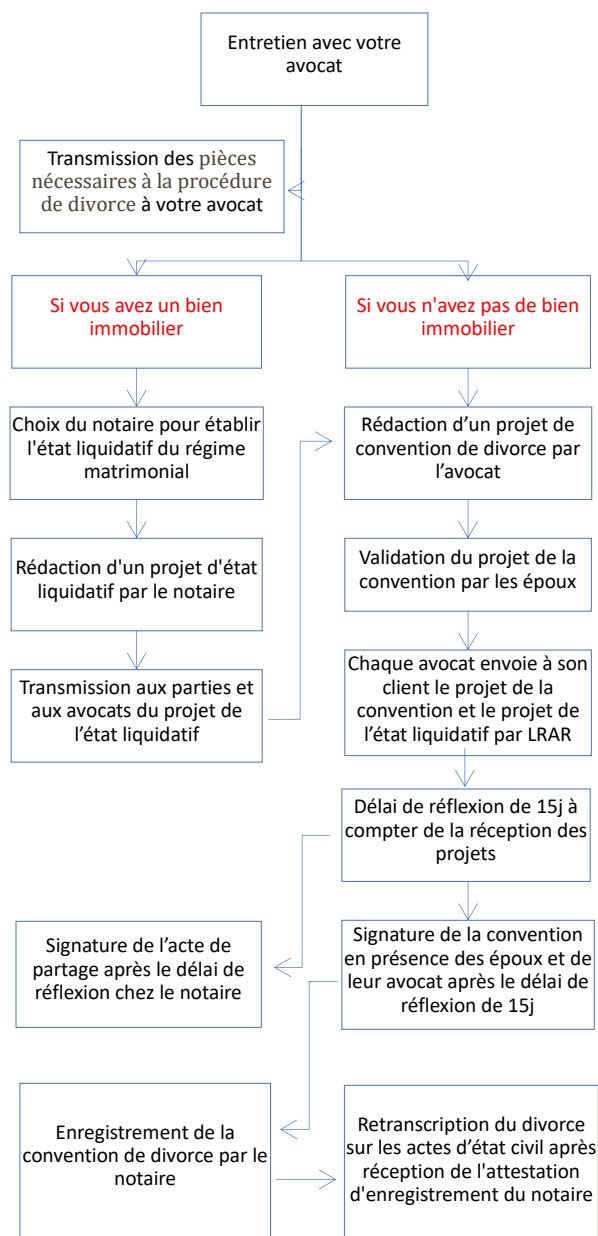 Entretien avec votre
avocat
Transmission des pièces
nécessaires à la procédure
de divorce à votre avocat
Si vous avez un bien
immobilier
Si vous n'avez pas de bien
immobilier
Choix du notaire pour établir
l'état liquidatif du régime
matrimonial
Rédaction d’un projet de
convention de divorce par
l’avocat
Rédaction d'un projet d'état
liquidatif par le notaire
Validation du projet de la
convention par les époux
Transmission aux parties et
aux avocats du projet de
l’état liquidatif
Chaque avocat envoie à son
client le projet de la
convention et le projet de
l’état liquidatif par LRAR
Délai de réflexion de 15j à
compter de la réception des
projets
Signature de l’acte de
partage après le délai de
réflexion chez le notaire
Signature de la convention
en présence des époux et de
leur avocat après le délai de
réflexion de 15j
Enregistrement de la
convention de divorce par le
notaire
Retranscription du divorce
sur les actes d’état civil après
réception de l'attestation
d'enregistrement du notaire